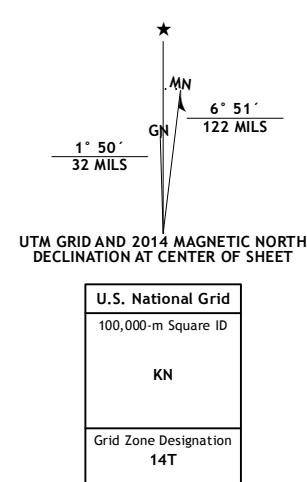 ★
MN
GN
6° 51´
122 MILS
1° 50´
32 MILS
UTM GRID AND 2014 MAGNETIC NORTH
DECLINATION AT CENTER OF SHEET
U.S. National Grid
100,000-m Square ID
KN
Grid Zone Designation
14T